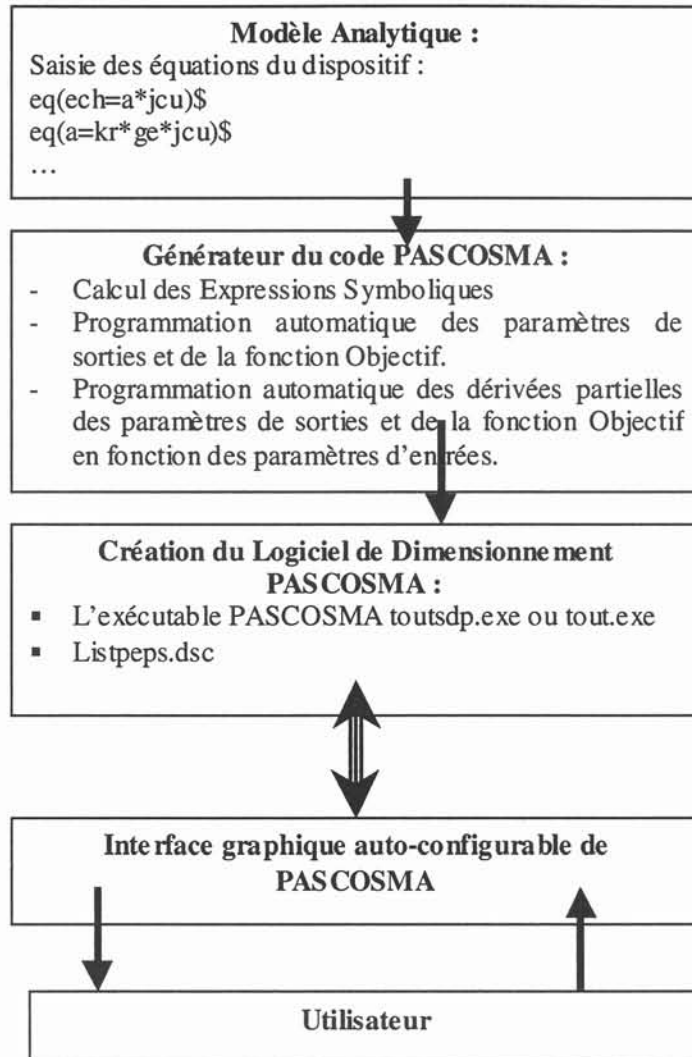 Modèle Analytique :
Saisie des équations du dispositif :
eq(ech=a*jcu)$
eq(a=kr*ge*jcu)$
…
Générateur du code PASCOSMA :
- Calcul des Expressions Symboliques
- Programmation automatique des paramètres de
sorties et de la fonction Objectif.
- Programmation automatique des dérivées partielles
des paramètres de sorties et de la fonction Objectif
en fonction des paramètres d'entrées.
Création du Logiciel de Dimensionnement
PASCOSMA :
▪ L'exécutable PASCOSMA toutsdp.exe ou tout.exe
▪ Listpeps.dsc
Interface graphique auto-configurable de
PASCOSMA
Utilisateur